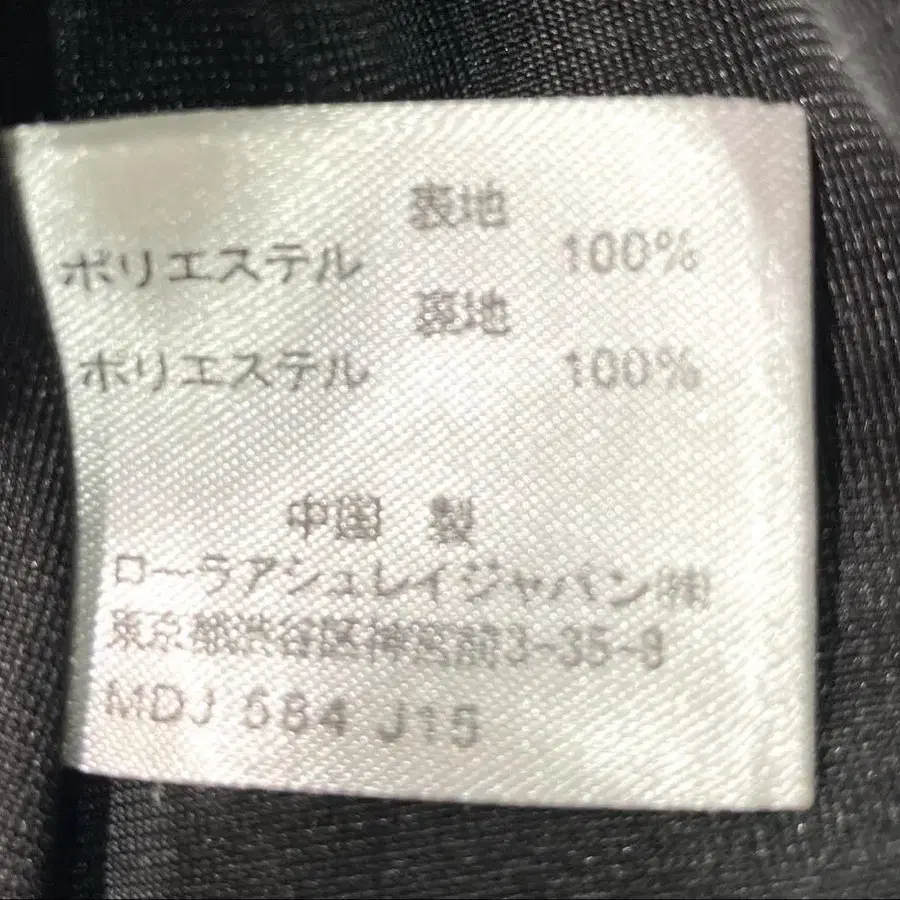 表地
ポリエステル 100%
裏地
ポリエステル 100%
中国 製
ローラアシュレイジャパン(株)
東京都渋谷区神宮前3-35-8
MDJ 584 J15